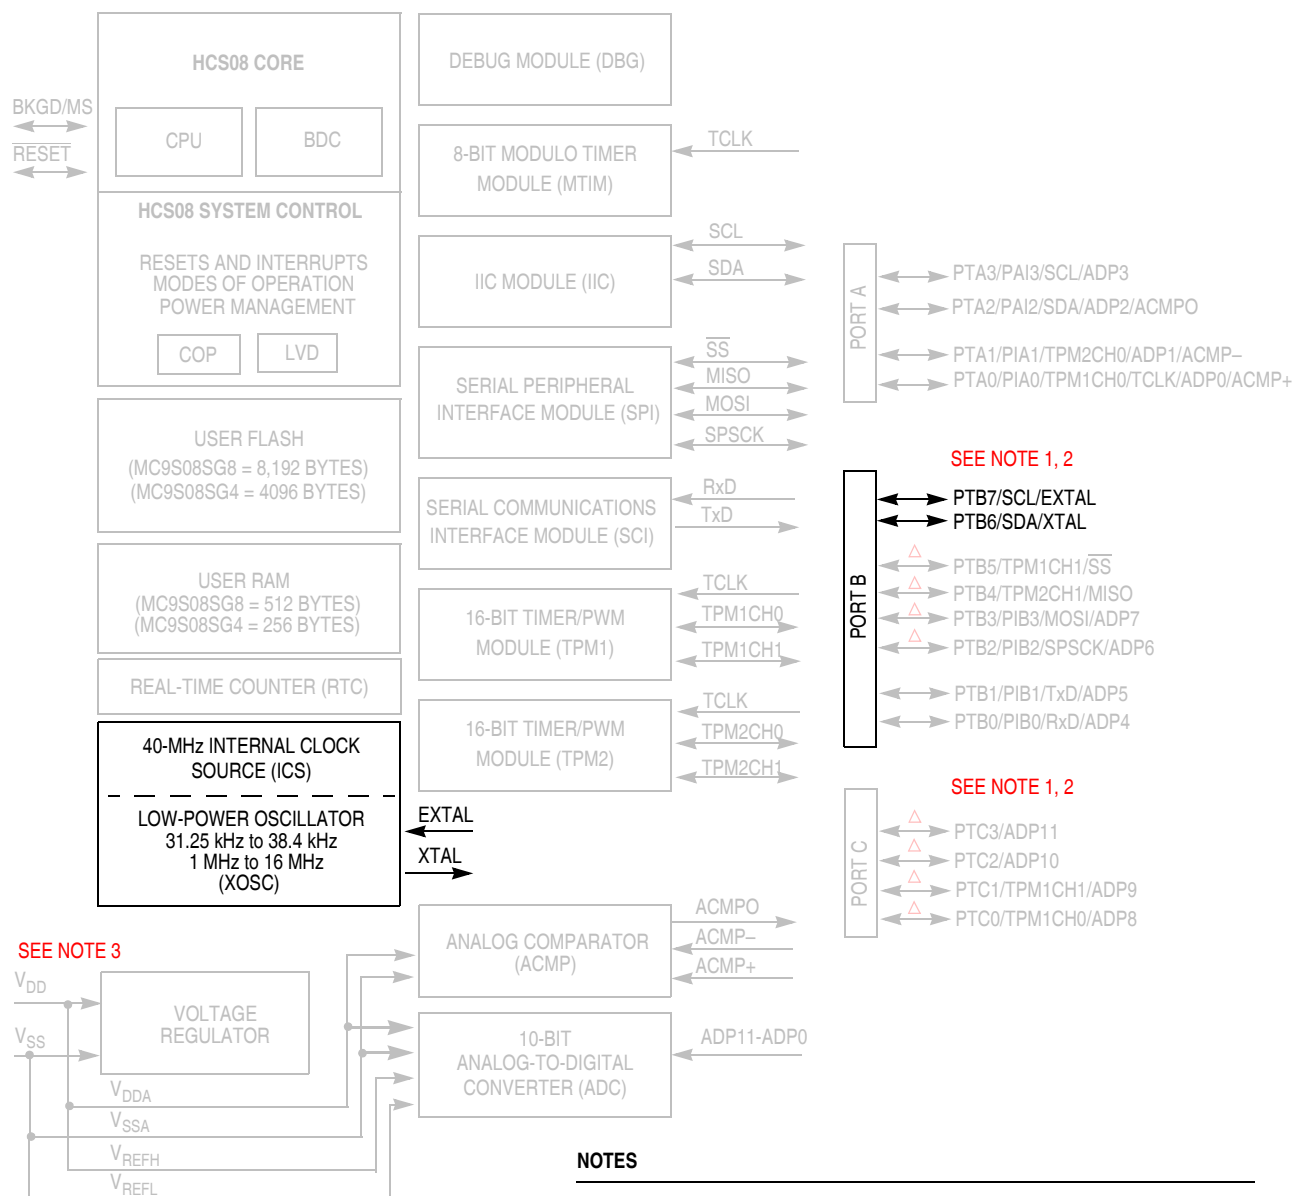 HCS08 CORE
BKGD/MS
RESET
CPU
BDC
HCS08 SYSTEM CONTROL
RESETS AND INTERRUPTS
MODES OF OPERATION
POWER MANAGEMENT
COP
LVD
USER FLASH
(MC9S08SG8 = 8,192 BYTES)
(MC9S08SG4 = 4096 BYTES)
USER RAM
(MC9S08SG8 = 512 BYTES)
(MC9S08SG4 = 256 BYTES)
REAL-TIME COUNTER (RTC)
40-MHz INTERNAL CLOCK
SOURCE (ICS)
LOW-POWER OSCILLATOR
31.25 kHz to 38.4 kHz
1 MHz to 16 MHz
(XOSC)
EXTAL
XTAL
SEE NOTE 3
VDD
VSS
VOLTAGE
REGULATOR
VDDA
VSSA
VREFH
VREFL
DEBUG MODULE (DBG)
8-BIT MODULO TIMER
MODULE (MTIM)
TCLK
IIC MODULE (IIC)
SCL
SDA
SERIAL PERIPHERAL
INTERFACE MODULE (SPI)
SS
MISO
MOSI
SPSCK
SERIAL COMMUNICATIONS
INTERFACE MODULE (SCI)
RxD
TxD
16-BIT TIMER/PWM
MODULE (TPM1)
TCLK
TPM1CH0
TPM1CH1
16-BIT TIMER/PWM
MODULE (TPM2)
TCLK
TPM2CH0
TPM2CH1
ANALOG COMPARATOR
(ACMP)
ACMPO
ACMP–
ACMP+
10-BIT
ANALOG-TO-DIGITAL
CONVERTER (ADC)
ADP11-ADP0
PORT A
PTA3/PAI3/SCL/ADP3
PTA2/PAI2/SDA/ADP2/ACMPO
PTA1/PIA1/TPM2CH0/ADP1/ACMP–
PTA0/PIA0/TPM1CH0/TCLK/ADP0/ACMP+
SEE NOTE 1, 2
PORT B
PTB7/SCL/EXTAL
PTB6/SDA/XTAL
PTB5/TPM1CH1/SS
PTB4/TPM2CH1/MISO
PTB3/PIB3/MOSI/ADP7
PTB2/PIB2/SPSCK/ADP6
PTB1/PIB1/TxD/ADP5
PTB0/PIB0/RxD/ADP4
SEE NOTE 1, 2
PORT C
PTC3/ADP11
PTC2/ADP10
PTC1/TPM1CH1/ADP9
PTC0/TPM1CH0/ADP8
NOTES